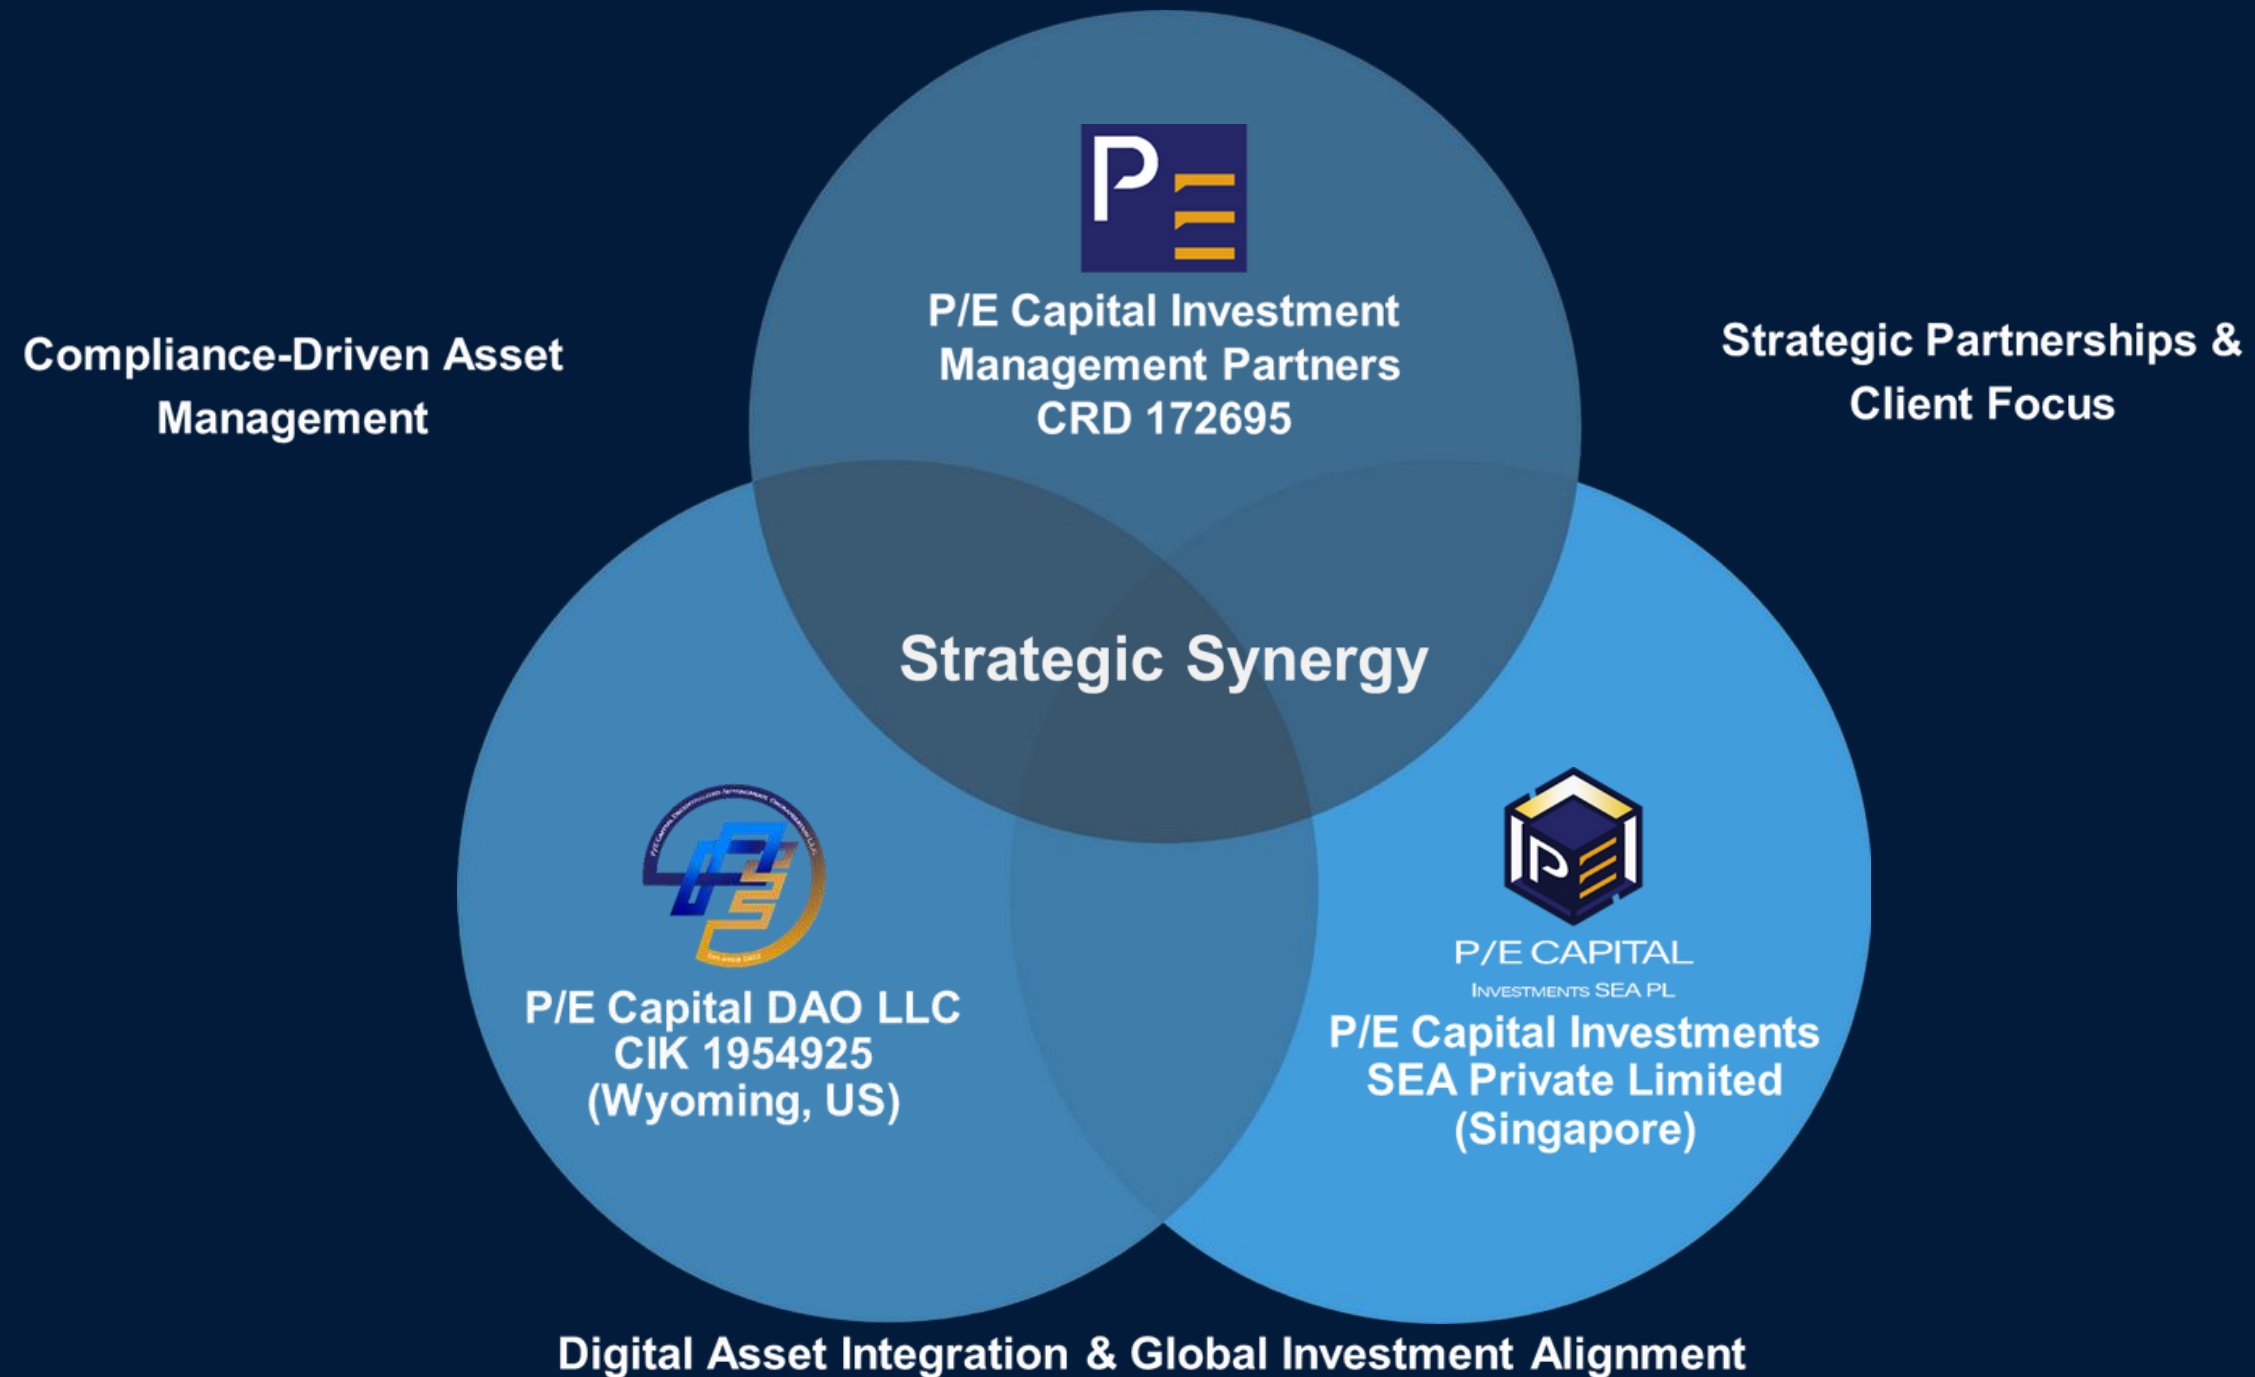 P E
P/E Capital Investment
Management Partners
CRD 172695
Compliance-Driven Asset
Management
Strategic Partnerships &
Client Focus
Strategic Synergy
P/E Capital DAO LLC
CIK 1954925
(Wyoming, US)
PE
P/E CAPITAL
INVESTMENTS SEA PL
P/E Capital Investments
SEA Private Limited
(Singapore)
Digital Asset Integration & Global Investment Alignment